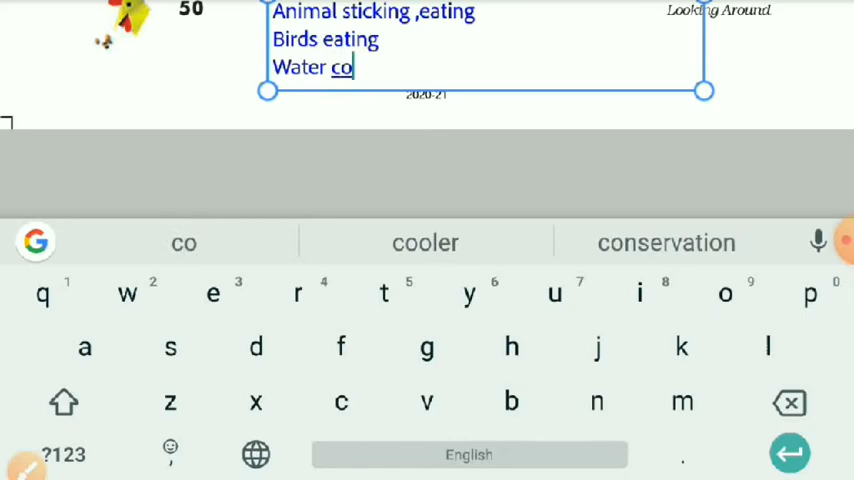 50
Animal sticking ,eating
Looking Around
Birds eating
Water co
2020-21
co cooler conservation
q 1 w 2 e 3 r 4 t 5 y 6 u 7 i 8 o 9 p 0
a s d f g h j k l
z x c v b n m
?123 , English .